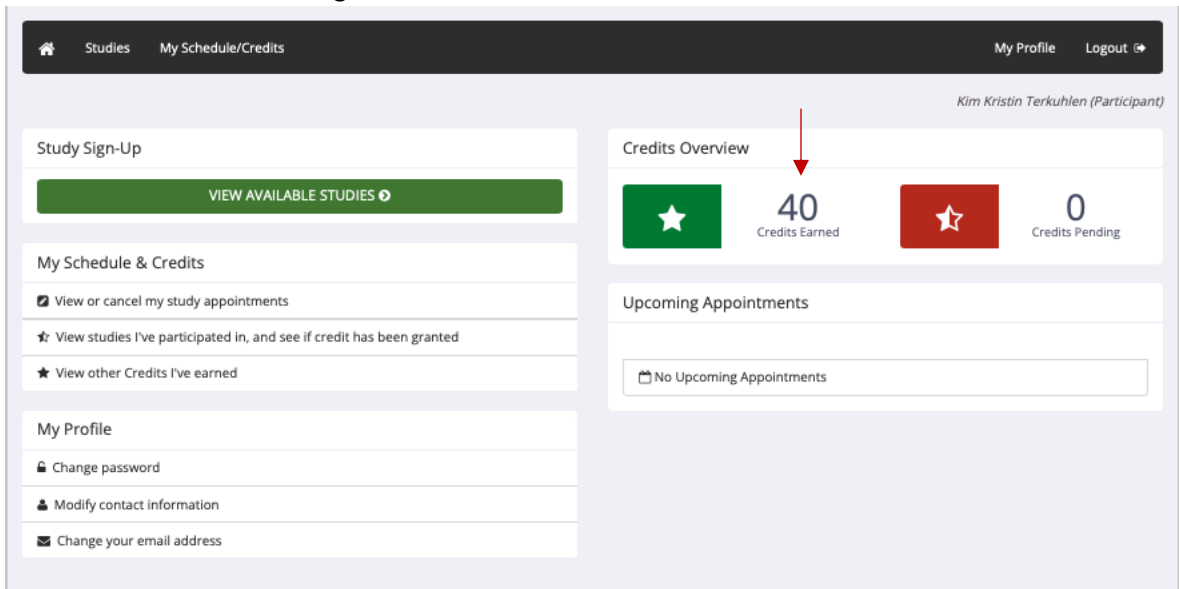 Studies My Schedule/Credits My Profile Logout
Kim Kristin Terkuhlen (Participant)
Study Sign-Up
VIEW AVAILABLE STUDIES
My Schedule & Credits
View or cancel my study appointments
View studies I've participated in, and see if credit has been granted
View other Credits I've earned
My Profile
Change password
Modify contact information
Change your email address
Credits Overview
40
Credits Earned
0
Credits Pending
Upcoming Appointments
No Upcoming Appointments